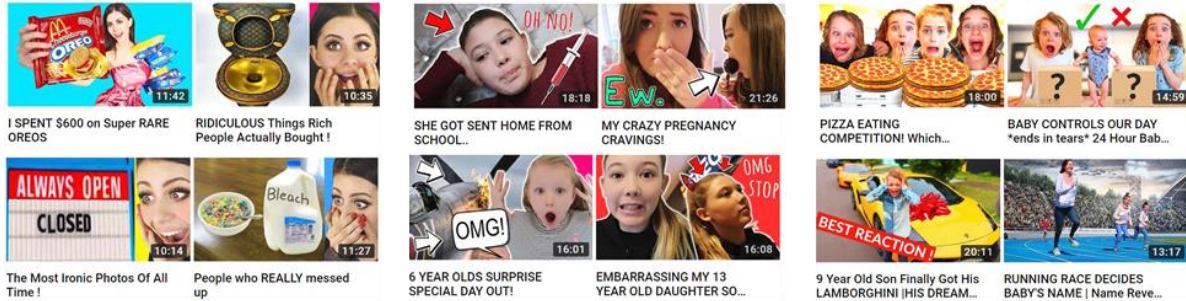 McDonald's
OREO
11:42
I SPENT $600 on Super RARE
OREOS
10:35
RIDICULOUS Things Rich
People Actually Bought !
ALWAYS OPEN
CLOSED
10:14
The Most Ironic Photos Of All
Time !
Bleach
11:27
People who REALLY messed
up
OH NO!
18:18
SHE GOT SENT HOME FROM
SCHOOL..
Ew.
21:26
MY CRAZY PREGNANCY
CRAVINGS!
OMG!
16:01
6 YEAR OLDS SURPRISE
SPECIAL DAY OUT!
OMG
STOP
16:08
EMBARRASSING MY 13
YEAR OLD DAUGHTER SO...
18:00
PIZZA EATING
COMPETITION! Which...
? ?
14:59
BABY CONTROLS OUR DAY
*ends in tears* 24 Hour Bab...
BEST REACTION !
20:11
9 Year Old Son Finally Got His
LAMBORGHINI |HIS DREAM...
13:17
RUNNING RACE DECIDES
BABY'S NAME | Name Reve...